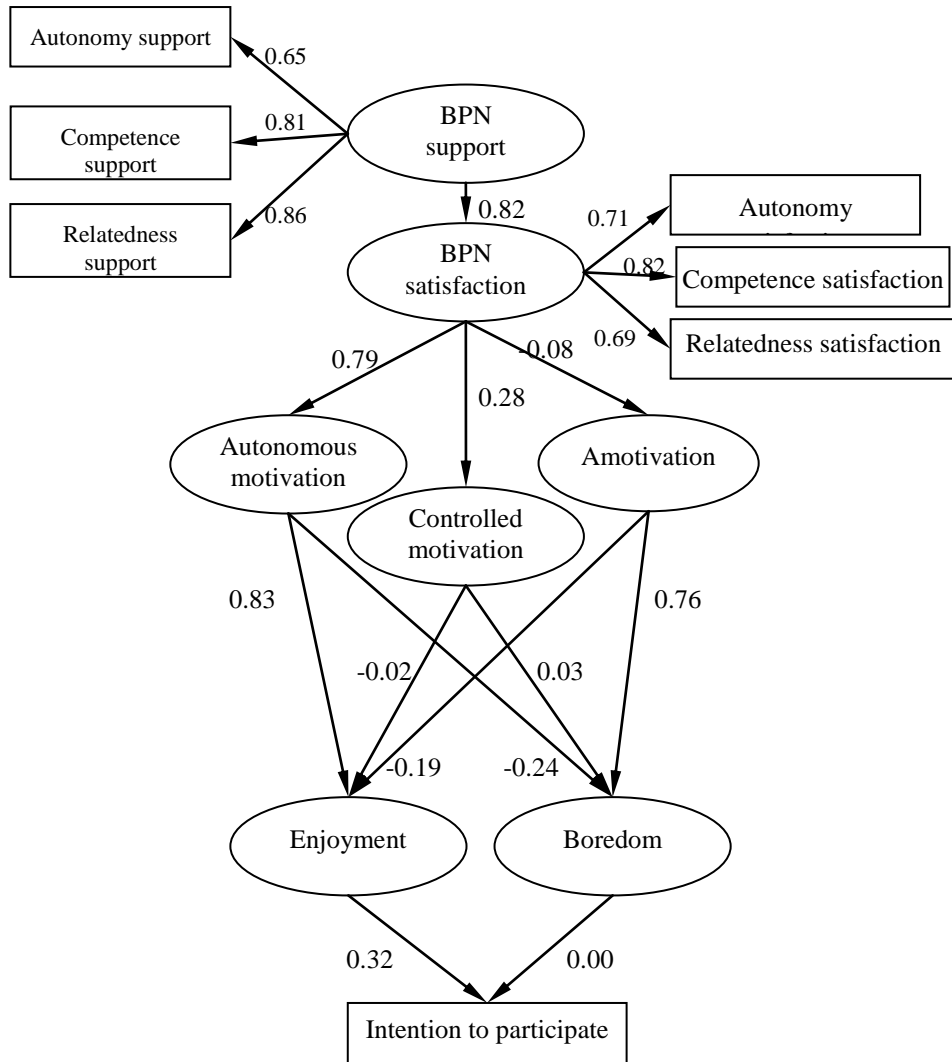 Autonomy support
0.65
BPN
support
Competence
support
0.81
Relatedness
support
0.86
0.82
BPN
satisfaction
0.71
Autonomy
0.82
Competence satisfaction
0.69
Relatedness satisfaction
0.79
0.28
-0.08
Autonomous
motivation
Amotivation
Controlled
motivation
0.83
-0.02
0.03
0.76
-0.19
-0.24
Enjoyment
Boredom
0.32
0.00
Intention to participate